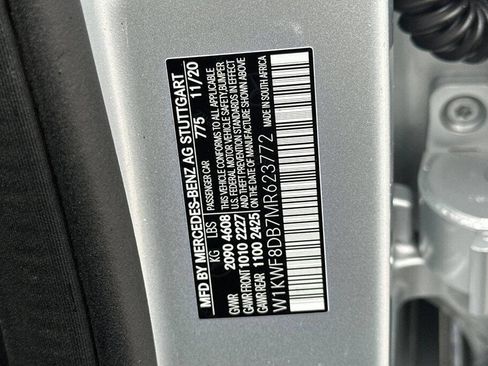 MFD BY MERCEDES-BENZ AG STUTTGART
PASSENGER CAR 775 11/20
KG LBS THIS VEHICLE CONFORMS TO ALL APPLICABLE
GVWR 2090 4608 U.S. FEDERAL MOTOR VEHICLE SAFETY, BUMPER
GAWR FRONT 1010 2227 AND THEFT PREVENTION STANDARDS IN EFFECT
GAWR REAR 1100 2425 ON THE DATE OF MANUFACTURE
W1KWF8DB7MR623772 MADE IN SOUTH AFRICA